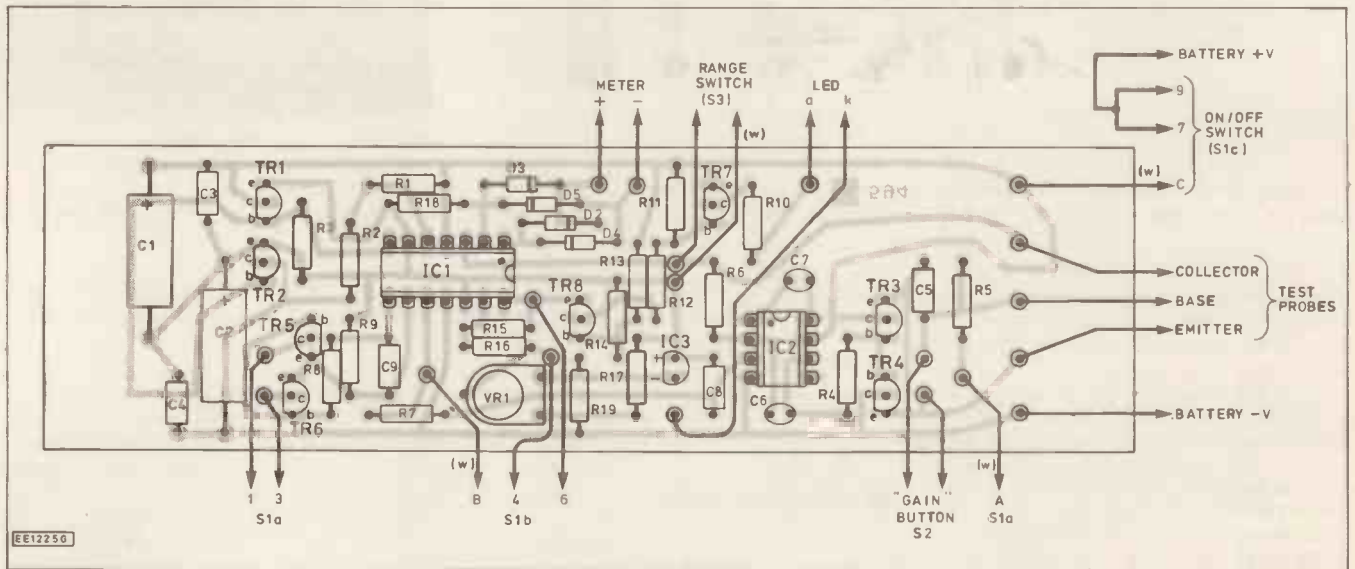 BATTERY +V
9
7
ON/OFF
SWITCH
(S1c)
(w)
C
METER
+ −
RANGE
SWITCH
(S3)
(w)
LED
a k
COLLECTOR
BASE
EMITTER
TEST
PROBES
BATTERY −V
TR1
e
c
b
C3
R1
R18
D3
D5
D2
D4
R11
TR7
e
c
b
R10
594
C1
+
R2
IC1
TR2
e
c
b
C2
+
R13
R12
R6
C7
TR8
e
c
b
R14
TR3
e
c
b
C5
R5
TR5
b
c
e
R9
R8
C9
R15
R16
IC3
+
−
IC2
C4
TR6
e
c
b
R7
VR1
R19
R17
C8
C6
R4
TR4
b
c
e
1 3
S1a
(w)
B 4 6
S1b
"GAIN"
BUTTON
S2
(w)
A
S1a
EE1225G